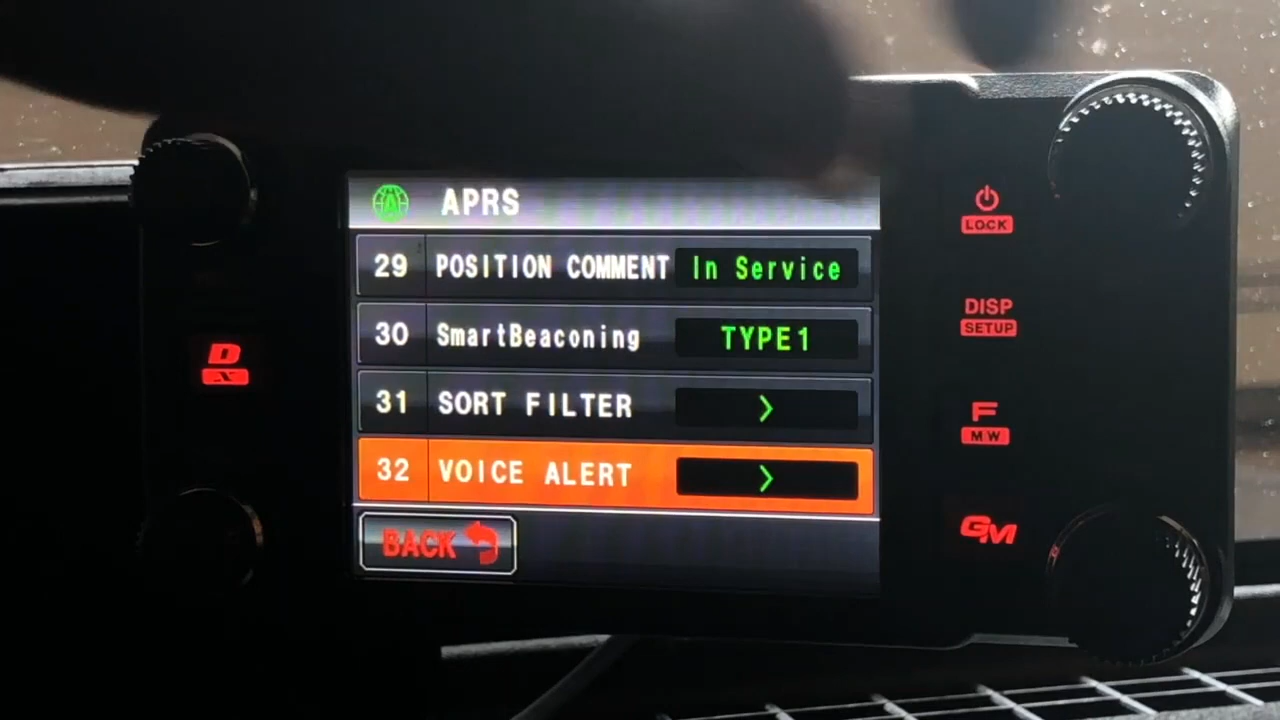 APRS
29 POSITION COMMENT In Service
30 SmartBeaconing TYPE1
31 SORT FILTER >
32 VOICE ALERT >
BACK
LOCK
DISP
SETUP
F
MW
GM
D
X